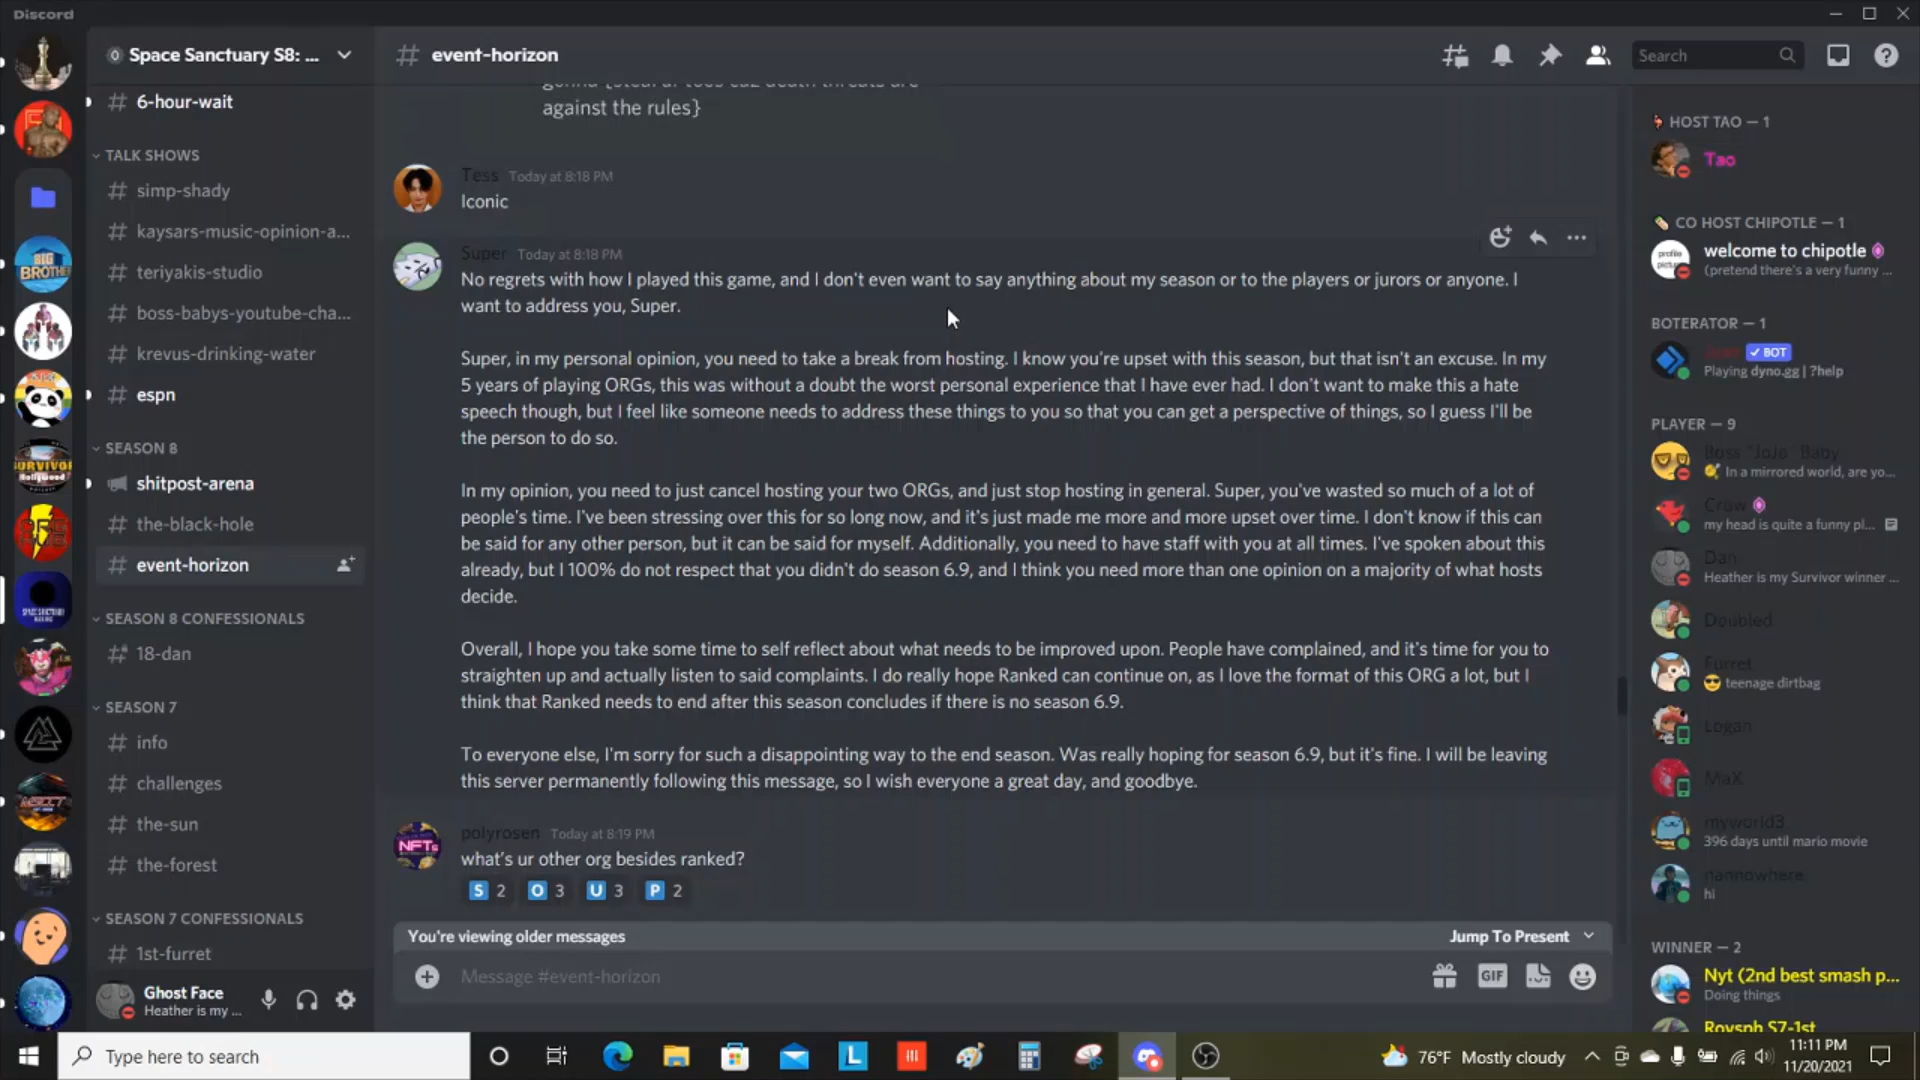 Discord
Space Sanctuary S8: ...
event-horizon
Search
6-hour-wait
TALK SHOWS
simp-shady
kaysars-music-opinion-a...
teriyakis-studio
boss-babys-youtube-cha...
krevus-drinking-water
espn
SEASON 8
shitpost-arena
the-black-hole
event-horizon
SEASON 8 CONFESSIONALS
18-dan
SEASON 7
info
challenges
the-sun
the-forest
SEASON 7 CONFESSIONALS
1st-furret
Ghost Face
Heather is my ...
against the rules}
Tess Today at 8:18 PM
Iconic
Super Today at 8:18 PM
No regrets with how I played this game, and I don't even want to say anything about my season or to the players or jurors or anyone. I
want to address you, Super.
Super, in my personal opinion, you need to take a break from hosting. I know you're upset with this season, but that isn't an excuse. In my
5 years of playing ORGs, this was without a doubt the worst personal experience that I have ever had. I don't want to make this a hate
speech though, but I feel like someone needs to address these things to you so that you can get a perspective of things, so I guess I'll be
the person to do so.
In my opinion, you need to just cancel hosting your two ORGs, and just stop hosting in general. Super, you've wasted so much of a lot of
people's time. I've been stressing over this for so long now, and it's just made me more and more upset over time. I don't know if this can
be said for any other person, but it can be said for myself. Additionally, you need to have staff with you at all times. I've spoken about this
already, but I 100% do not respect that you didn't do season 6.9, and I think you need more than one opinion on a majority of what hosts
decide.
Overall, I hope you take some time to self reflect about what needs to be improved upon. People have complained, and it's time for you to
straighten up and actually listen to said complaints. I do really hope Ranked can continue on, as I love the format of this ORG a lot, but I
think that Ranked needs to end after this season concludes if there is no season 6.9.
To everyone else, I'm sorry for such a disappointing way to the end season. Was really hoping for season 6.9, but it's fine. I will be leaving
this server permanently following this message, so I wish everyone a great day, and goodbye.
polyrosen Today at 8:19 PM
what's ur other org besides ranked?
S 2 O 3 U 3 P 2
You're viewing older messages
Jump To Present
Message #event-horizon
GIF
HOST TAO — 1
Tao
CO HOST CHIPOTLE — 1
welcome to chipotle
(pretend there's a very funny ...
BOTERATOR — 1
BOT
Playing dyno.gg | ?help
PLAYER — 9
Boss "JoJo" Baby
In a mirrored world, are yo...
Crow
my head is quite a funny pl...
Dan
Heather is my Survivor winner ...
Doubled
Furret
teenage dirtbag
Logan
MaX
myworld3
396 days until mario movie
nannowhere
hi
WINNER — 2
Nyt (2nd best smash p...
Doing things
Roysph S7-1st
Type here to search
76°F Mostly cloudy
11:11 PM
11/20/2021